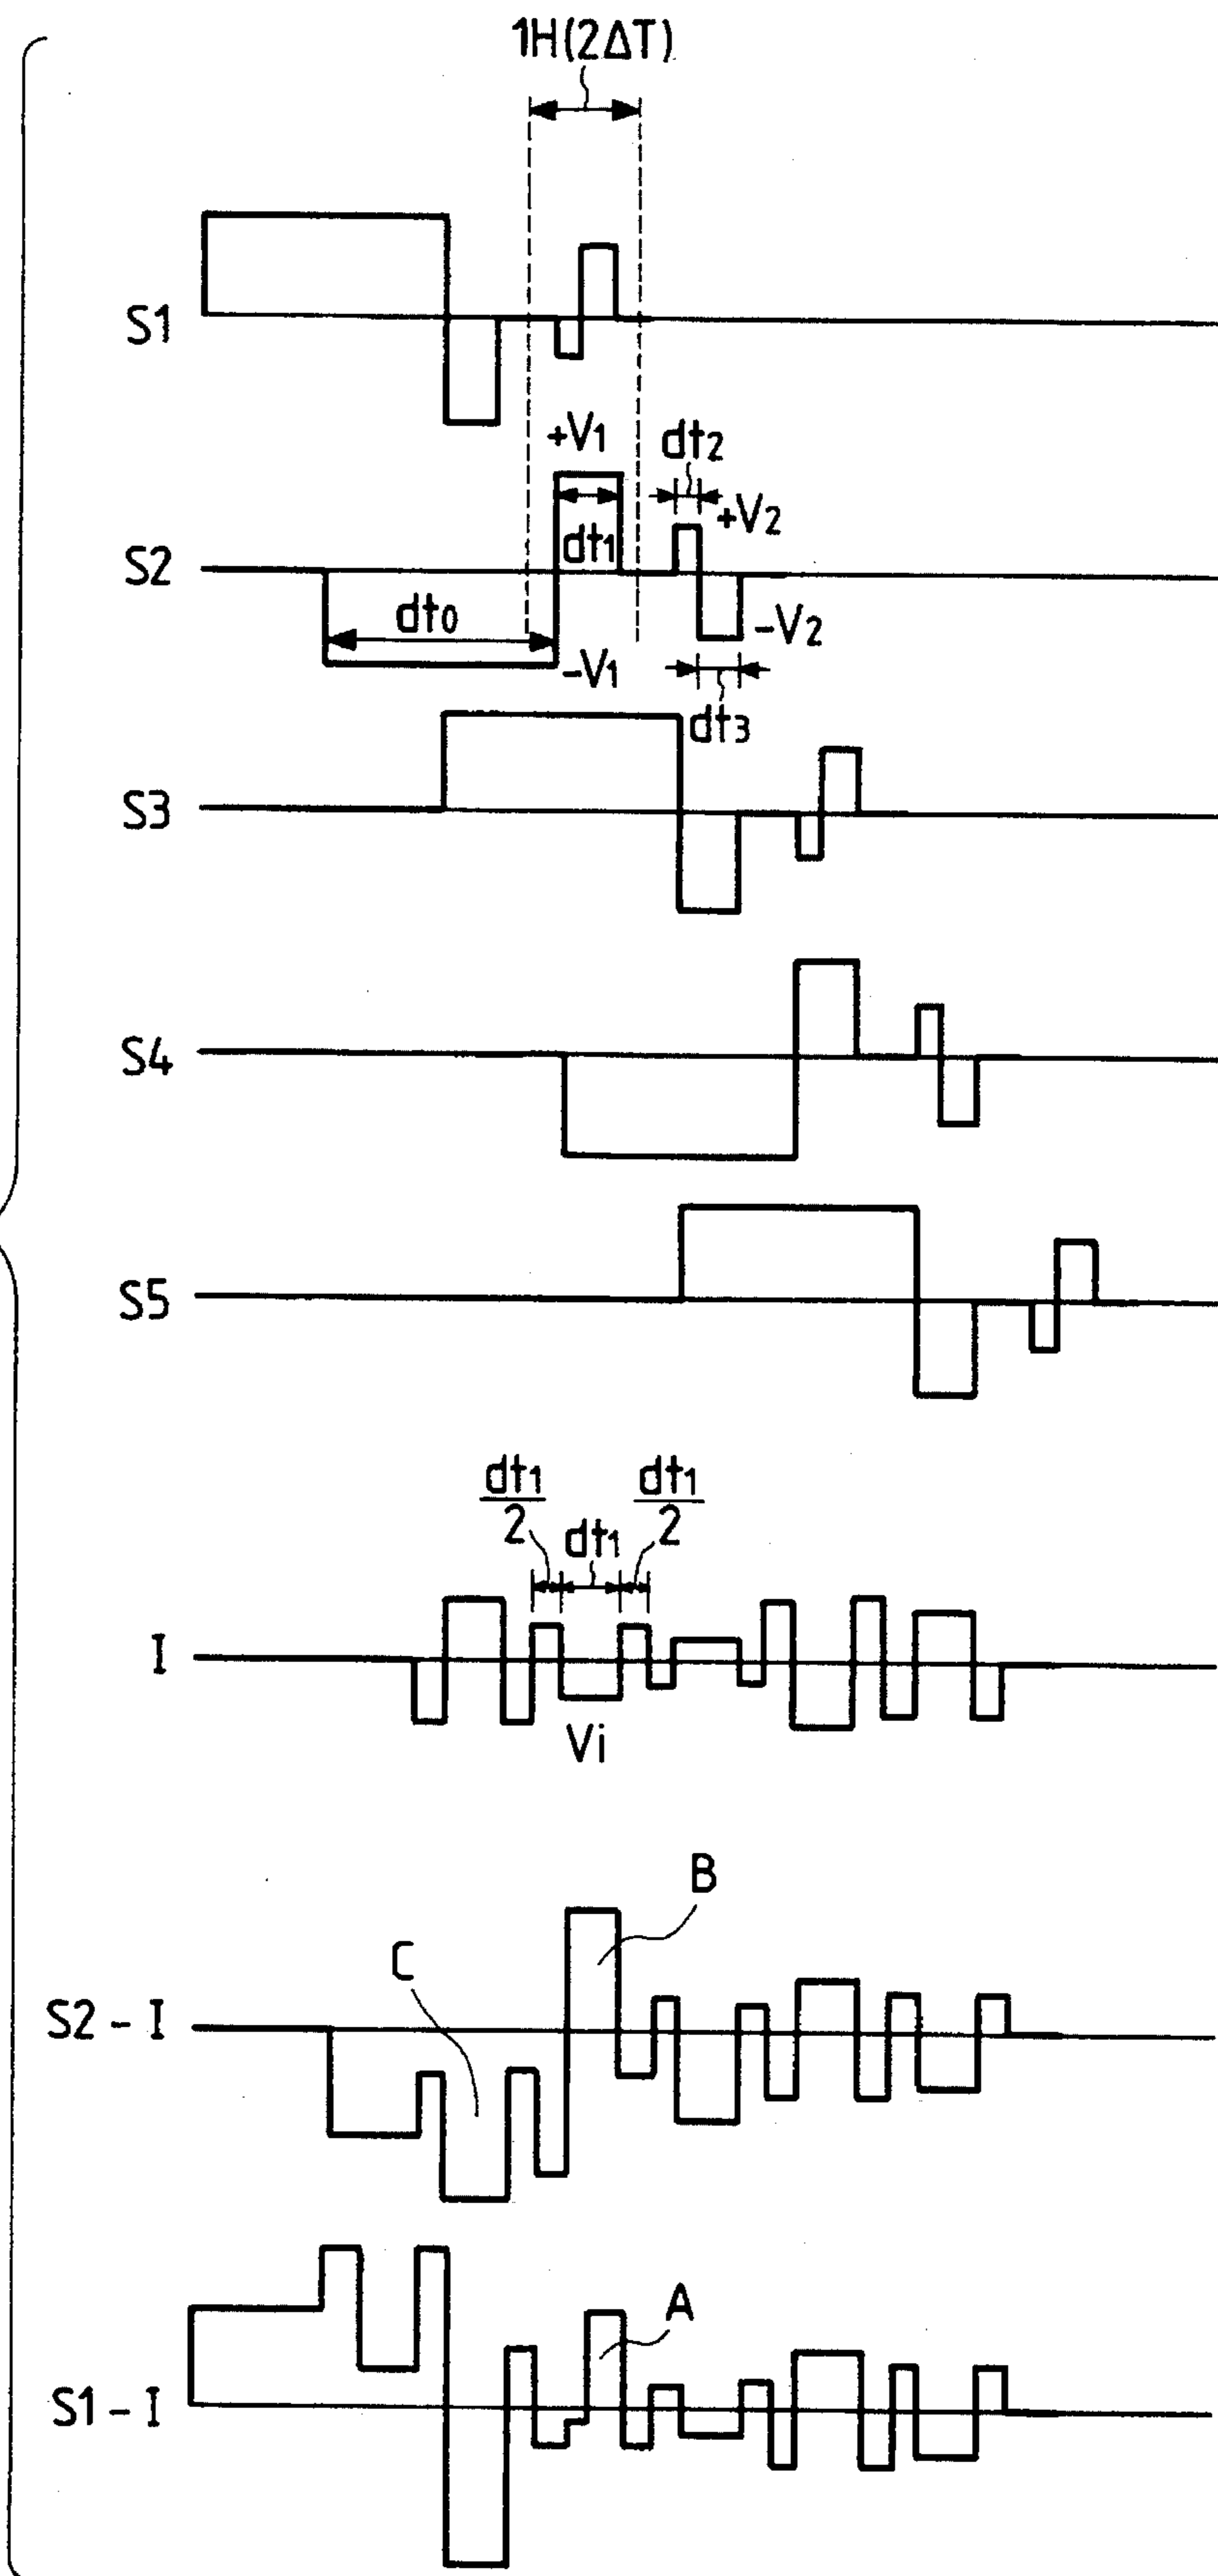 1H(2ΔT)
S1
+V1
dt2
+V2
S2
dt1
dt0
-V2
-V1
dt3
S3
S4
S5
dt1/2
dt1
dt1/2
I
Vi
B
C
S2 - I
A
S1 - I